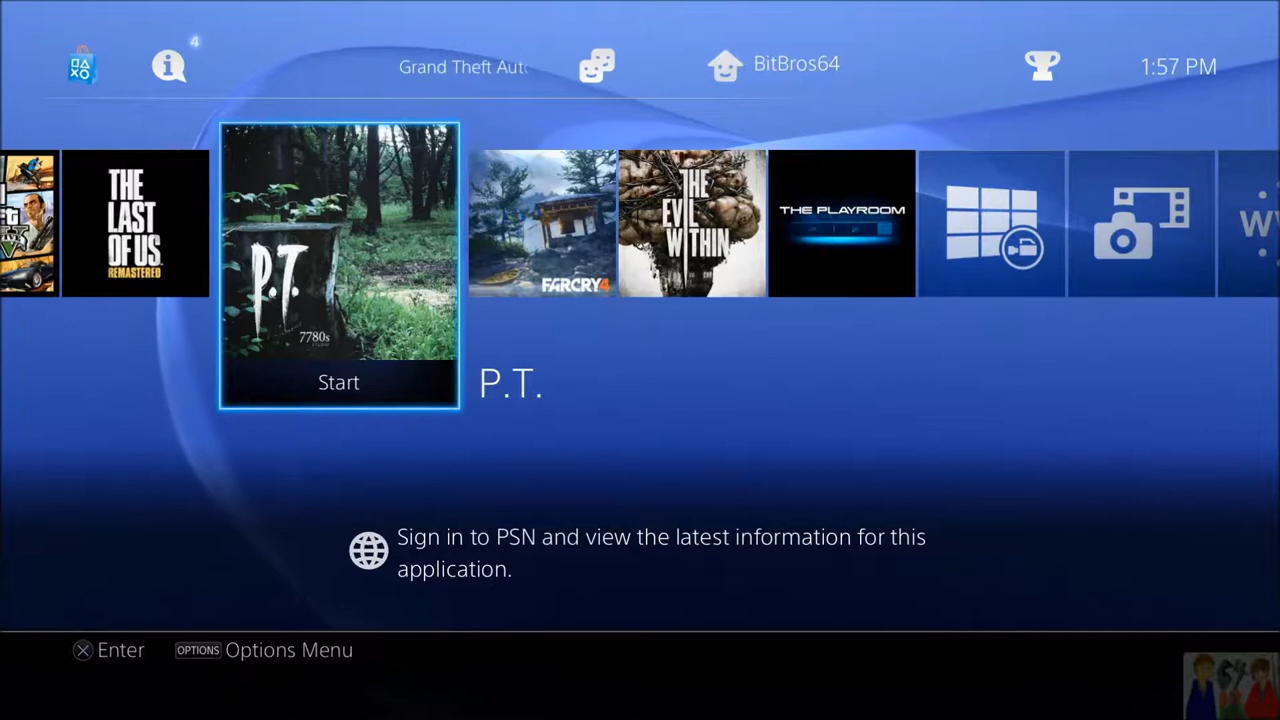 4
Grand Theft Aut
BitBros64
1:57 PM
V
THE
LAST
OF US
REMASTERED
P.T.
7780s
FARCRY4
THE
EVIL
WITHIN
THE PLAYROOM
W
Start
P.T.
Sign in to PSN and view the latest information for this
application.
Enter
OPTIONS Options Menu
64